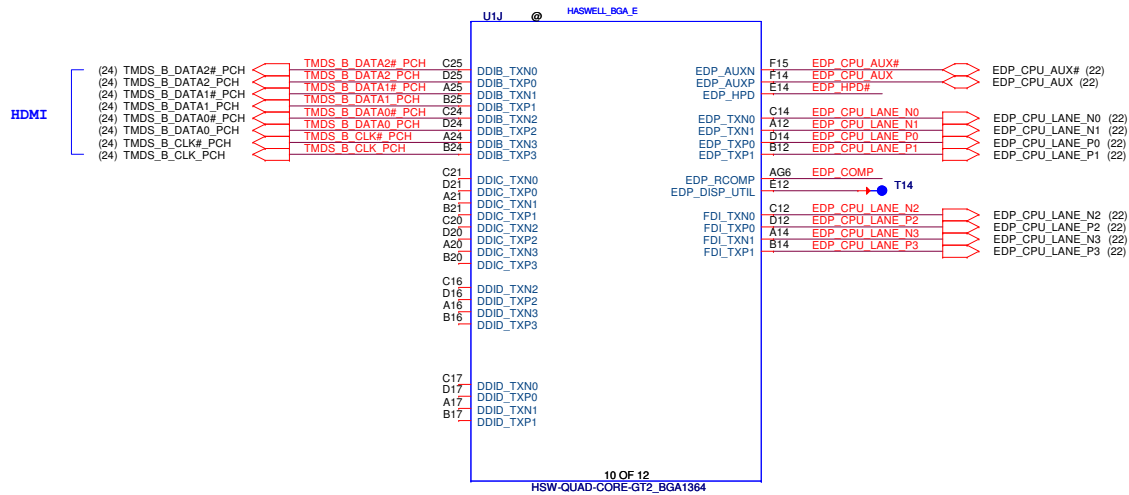 U1J @ HASWELL_BGA_E
HDMI
(24) TMDS_B_DATA2#_PCH TMDS_B_DATA2#_PCH C25 DDIB_TXN0
(24) TMDS_B_DATA2_PCH TMDS_B_DATA2_PCH D25 DDIB_TXP0
(24) TMDS_B_DATA1#_PCH TMDS_B_DATA1#_PCH A25 DDIB_TXN1
(24) TMDS_B_DATA1_PCH TMDS_B_DATA1_PCH B25 DDIB_TXP1
(24) TMDS_B_DATA0#_PCH TMDS_B_DATA0#_PCH C24 DDIB_TXN2
(24) TMDS_B_DATA0_PCH TMDS_B_DATA0_PCH D24 DDIB_TXP2
(24) TMDS_B_CLK#_PCH TMDS_B_CLK#_PCH A24 DDIB_TXN3
(24) TMDS_B_CLK_PCH TMDS_B_CLK_PCH B24 DDIB_TXP3
C21 DDIC_TXN0
D21 DDIC_TXP0
A21 DDIC_TXN1
B21 DDIC_TXP1
C20 DDIC_TXN2
D20 DDIC_TXP2
A20 DDIC_TXN3
B20 DDIC_TXP3
C16 DDID_TXN2
D16 DDID_TXP2
A16 DDID_TXN3
B16 DDID_TXP3
C17 DDID_TXN0
D17 DDID_TXP0
A17 DDID_TXN1
B17 DDID_TXP1
EDP_AUXN F15 EDP_CPU_AUX# EDP_CPU_AUX# (22)
EDP_AUXP F14 EDP_CPU_AUX EDP_CPU_AUX (22)
EDP_HPD E14 EDP_HPD#
EDP_TXN0 C14 EDP_CPU_LANE_N0 EDP_CPU_LANE_N0 (22)
EDP_TXN1 A12 EDP_CPU_LANE_N1 EDP_CPU_LANE_N1 (22)
EDP_TXP0 D14 EDP_CPU_LANE_P0 EDP_CPU_LANE_P0 (22)
EDP_TXP1 B12 EDP_CPU_LANE_P1 EDP_CPU_LANE_P1 (22)
EDP_RCOMP AG6 EDP_COMP
EDP_DISP_UTIL E12 T14
FDI_TXN0 C12 EDP_CPU_LANE_N2 EDP_CPU_LANE_N2 (22)
FDI_TXP0 D12 EDP_CPU_LANE_P2 EDP_CPU_LANE_P2 (22)
FDI_TXN1 A14 EDP_CPU_LANE_N3 EDP_CPU_LANE_N3 (22)
FDI_TXP1 B14 EDP_CPU_LANE_P3 EDP_CPU_LANE_P3 (22)
10 OF 12
HSW-QUAD-CORE-GT2_BGA1364